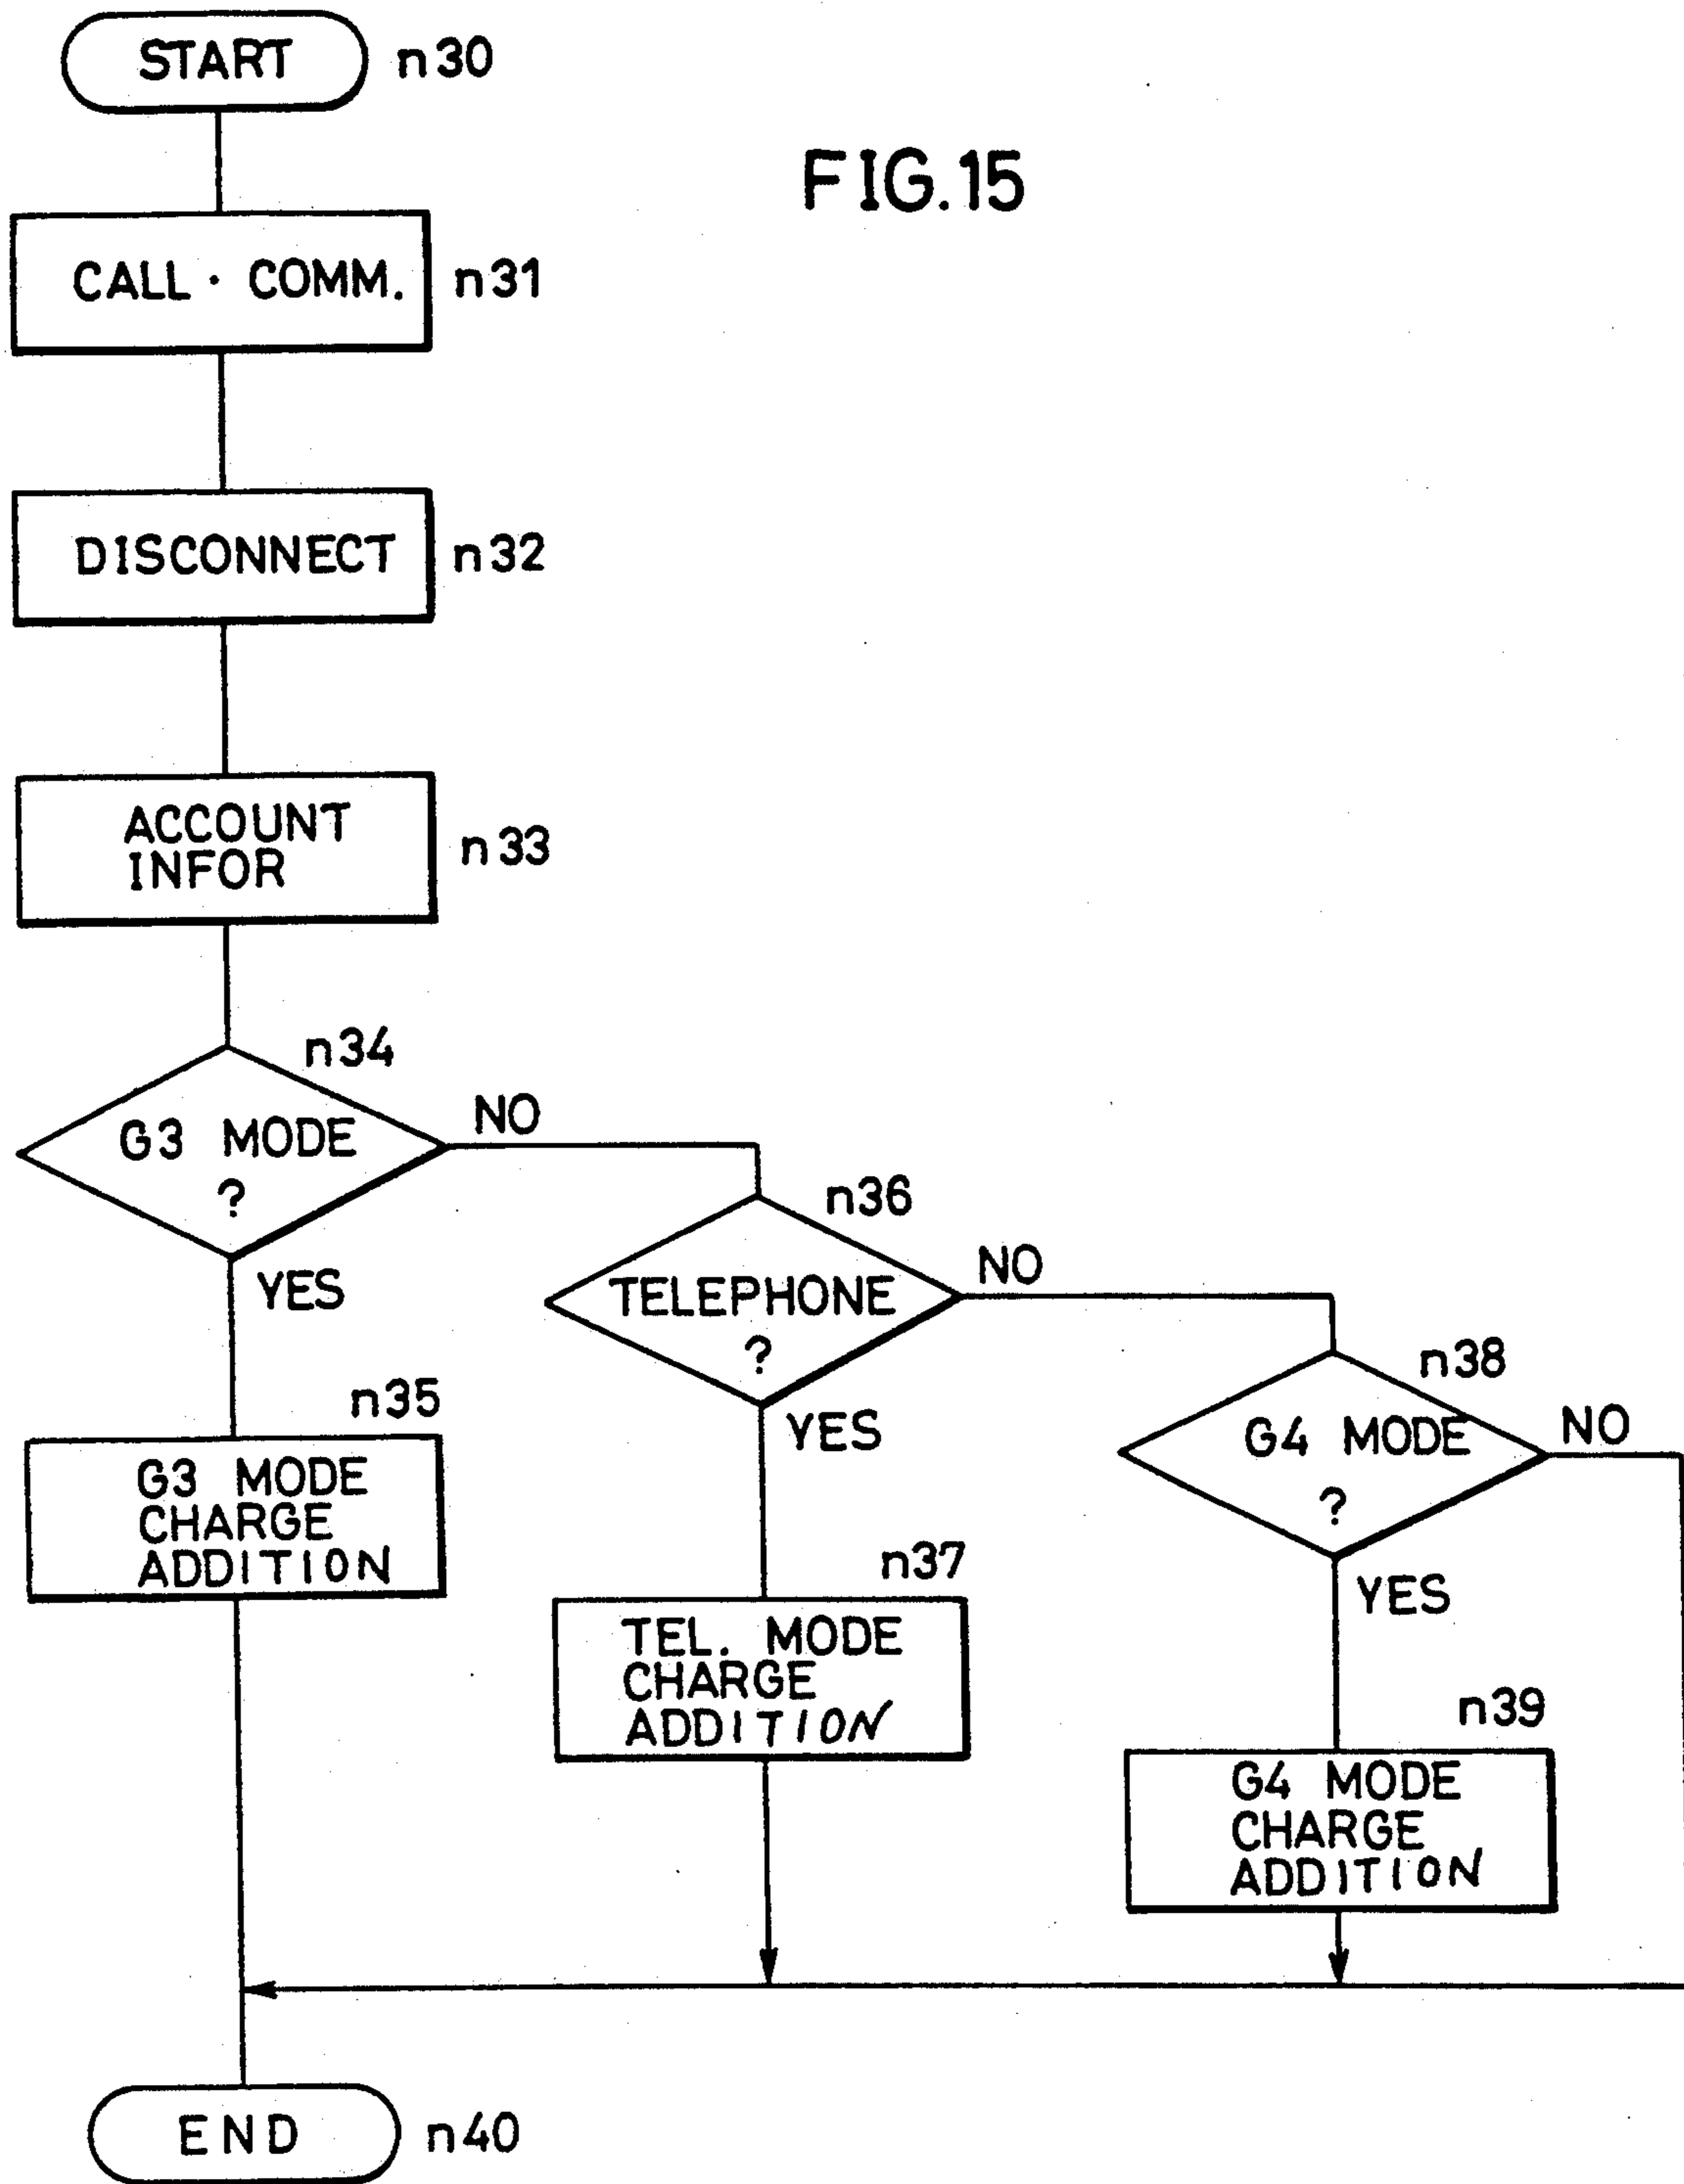 START n30
FIG.15
CALL · COMM. n31
DISCONNECT n32
ACCOUNT
INFOR
n33
n34
G3 MODE
?
NO
YES
n35
G3 MODE
CHARGE
ADDITION
n36
TELEPHONE
?
NO
YES
n37
TEL. MODE
CHARGE
ADDITION
n38
G4 MODE
?
NO
YES
n39
G4 MODE
CHARGE
ADDITION
END n40